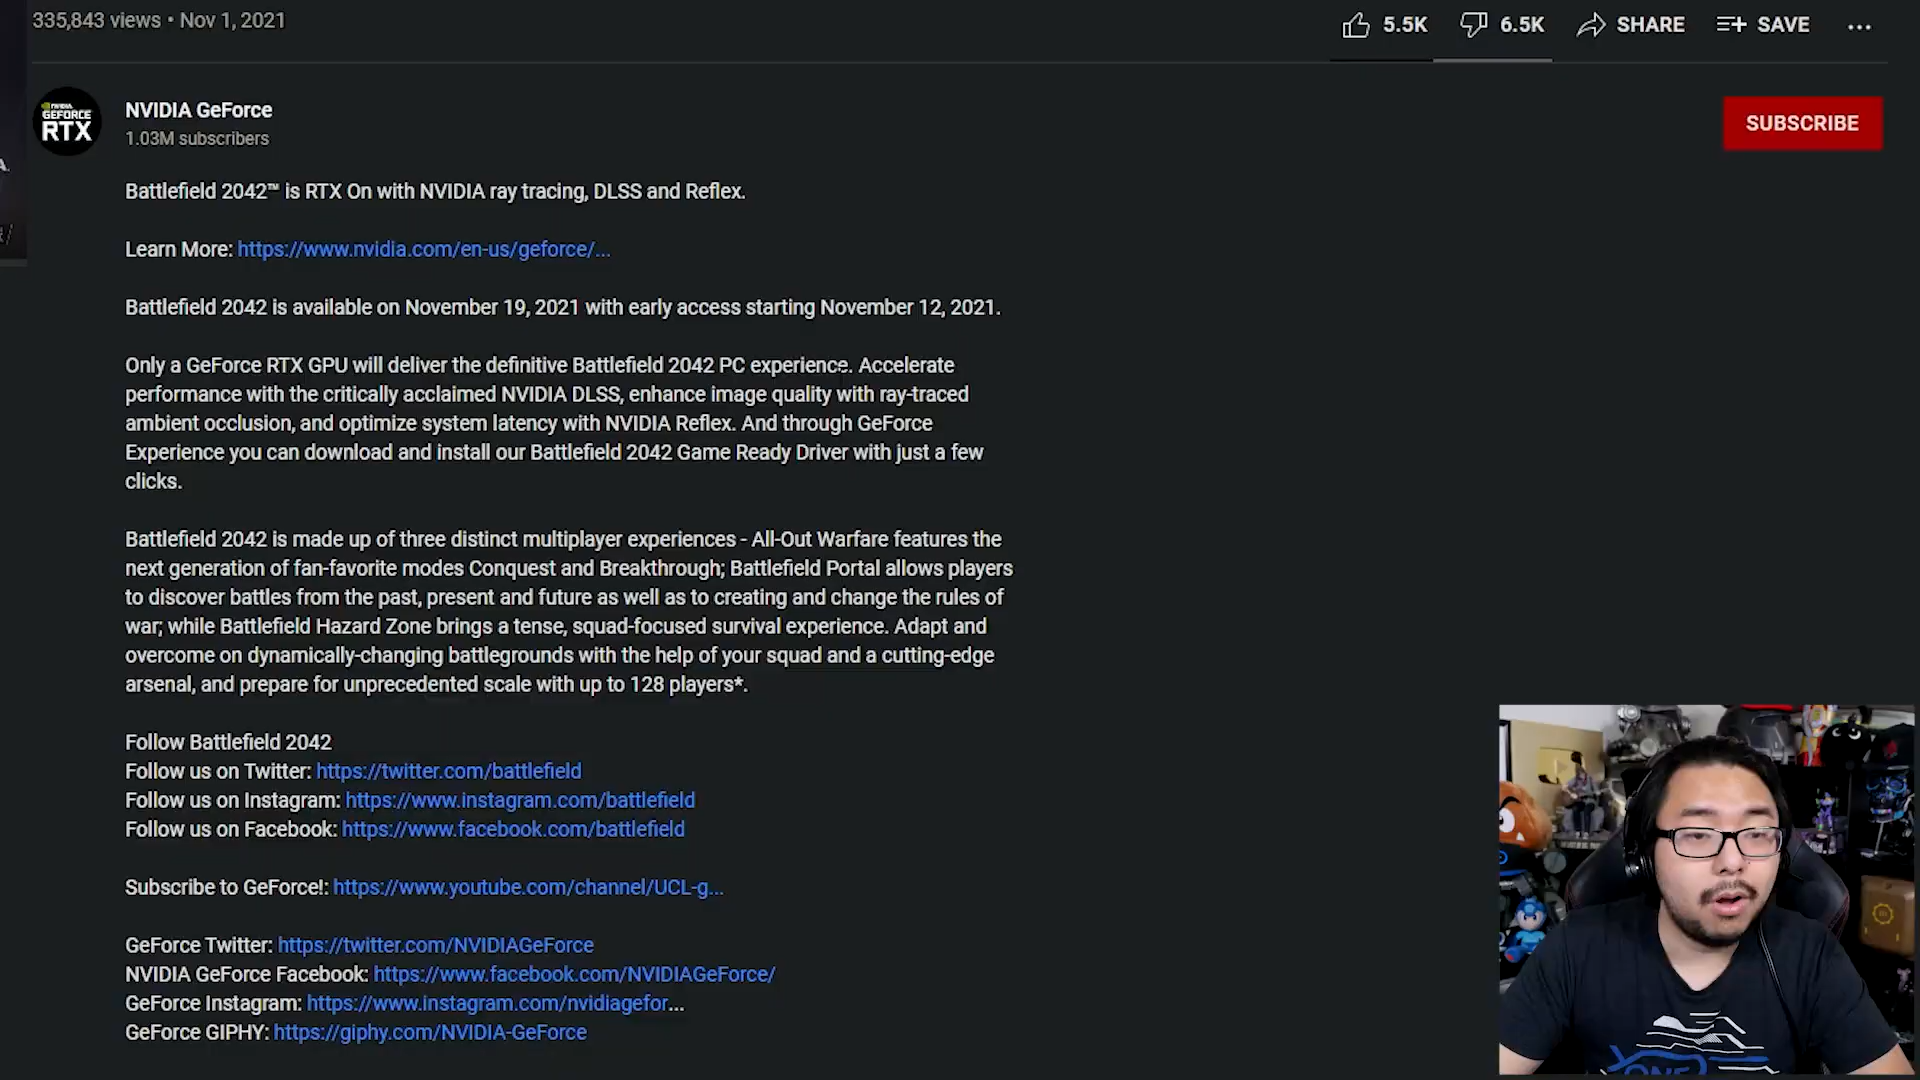 335,843 views • Nov 1, 2021
5.5K
6.5K
SHARE
SAVE
NVIDIA
GEFORCE
RTX
NVIDIA GeForce
1.03M subscribers
SUBSCRIBE
Battlefield 2042™ is RTX On with NVIDIA ray tracing, DLSS and Reflex.
Learn More: https://www.nvidia.com/en-us/geforce/...
Battlefield 2042 is available on November 19, 2021 with early access starting November 12, 2021.
Only a GeForce RTX GPU will deliver the definitive Battlefield 2042 PC experience. Accelerate
performance with the critically acclaimed NVIDIA DLSS, enhance image quality with ray-traced
ambient occlusion, and optimize system latency with NVIDIA Reflex. And through GeForce
Experience you can download and install our Battlefield 2042 Game Ready Driver with just a few
clicks.
Battlefield 2042 is made up of three distinct multiplayer experiences - All-Out Warfare features the
next generation of fan-favorite modes Conquest and Breakthrough; Battlefield Portal allows players
to discover battles from the past, present and future as well as to creating and change the rules of
war; while Battlefield Hazard Zone brings a tense, squad-focused survival experience. Adapt and
overcome on dynamically-changing battlegrounds with the help of your squad and a cutting-edge
arsenal, and prepare for unprecedented scale with up to 128 players*.
Follow Battlefield 2042
Follow us on Twitter: https://twitter.com/battlefield
Follow us on Instagram: https://www.instagram.com/battlefield
Follow us on Facebook: https://www.facebook.com/battlefield
Subscribe to GeForce!: https://www.youtube.com/channel/UCL-g...
GeForce Twitter: https://twitter.com/NVIDIAGeForce
NVIDIA GeForce Facebook: https://www.facebook.com/NVIDIAGeForce/
GeForce Instagram: https://www.instagram.com/nvidiagefor...
GeForce GIPHY: https://giphy.com/NVIDIA-GeForce